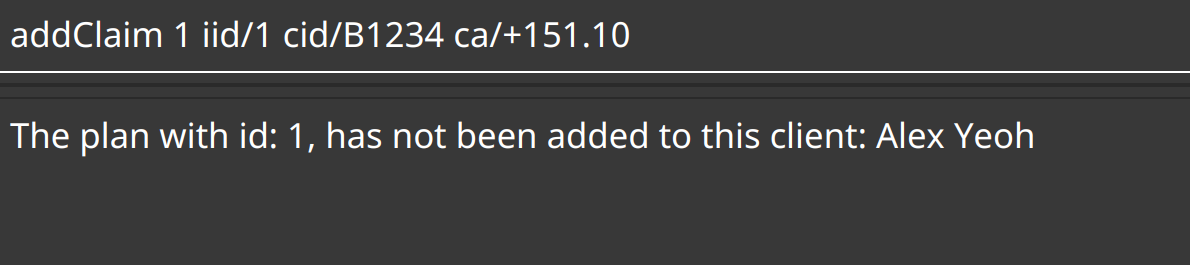 addClaim 1 iid/1 cid/B1234 ca/+151.10
The plan with id: 1, has not been added to this client: Alex Yeoh